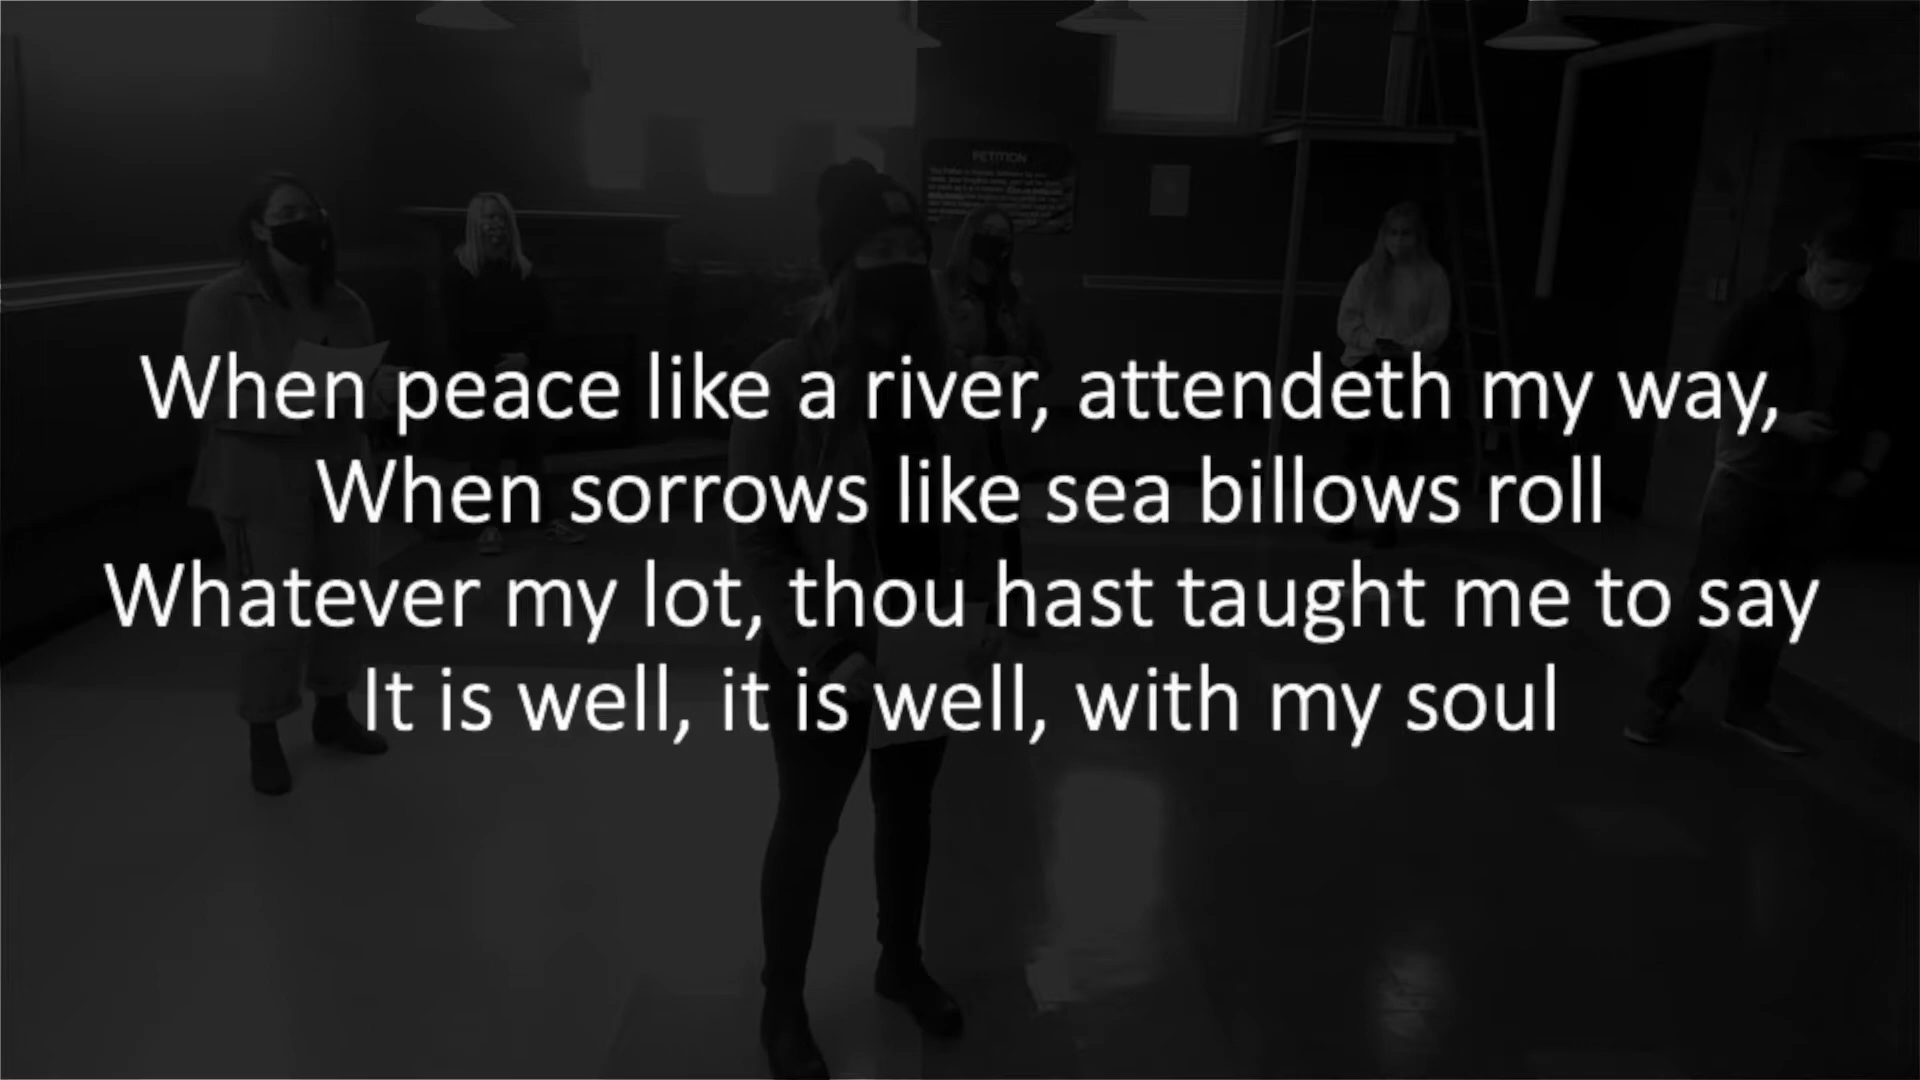 PETITION
When peace like a river, attendeth my way,
When sorrows like sea billows roll
Whatever my lot, thou hast taught me to say
It is well, it is well, with my soul